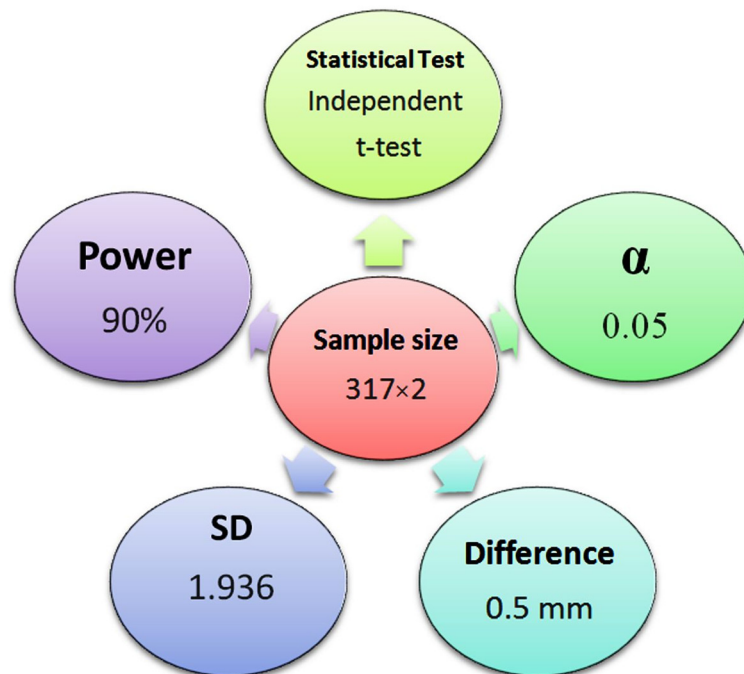 Statistical Test
Independent
t-test
Power
90%
α
0.05
Sample size
317×2
SD
1.936
Difference
0.5 mm